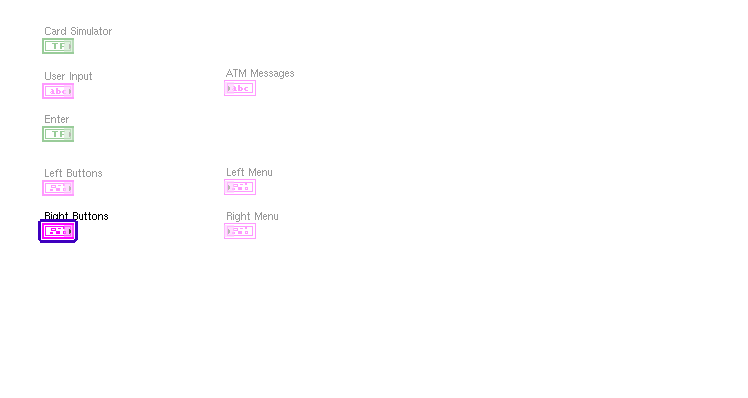 Card Simulator
TF
User Input
abc
ATM Messages
abc
Enter
TF
Left Buttons
Left Menu
Right Buttons
Right Menu